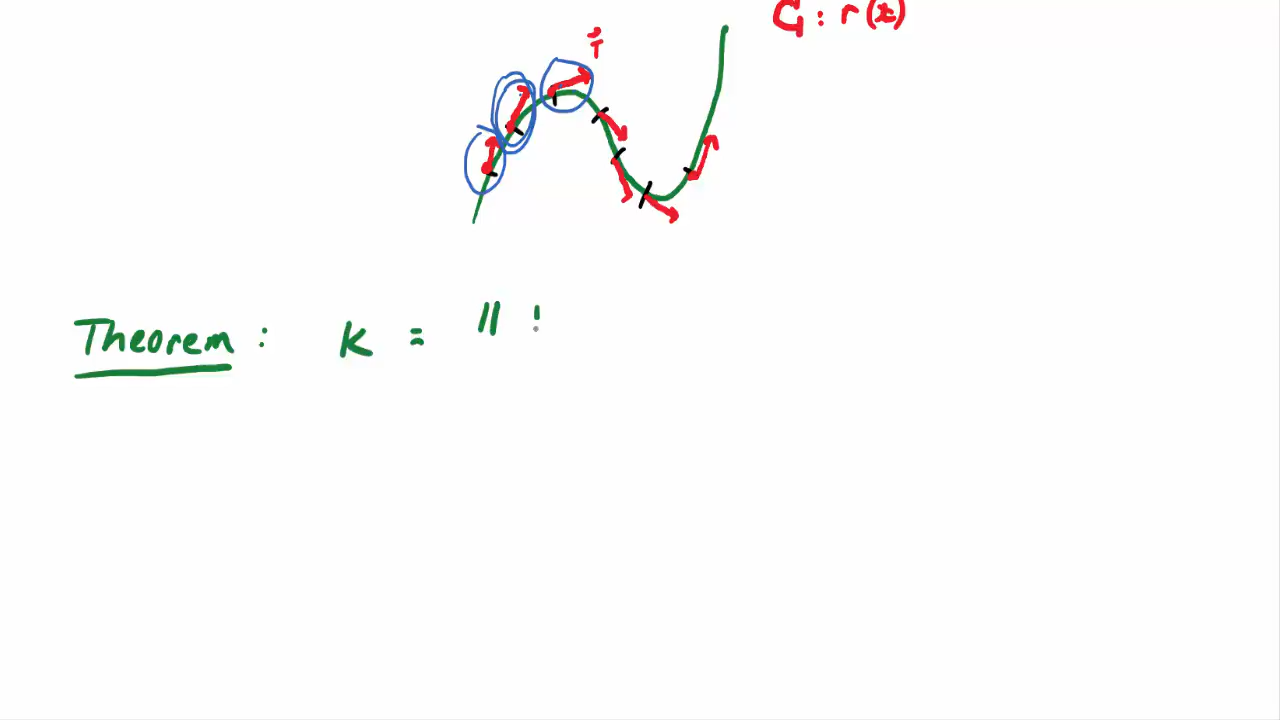 C : r(t)
T
Theorem : K = ||